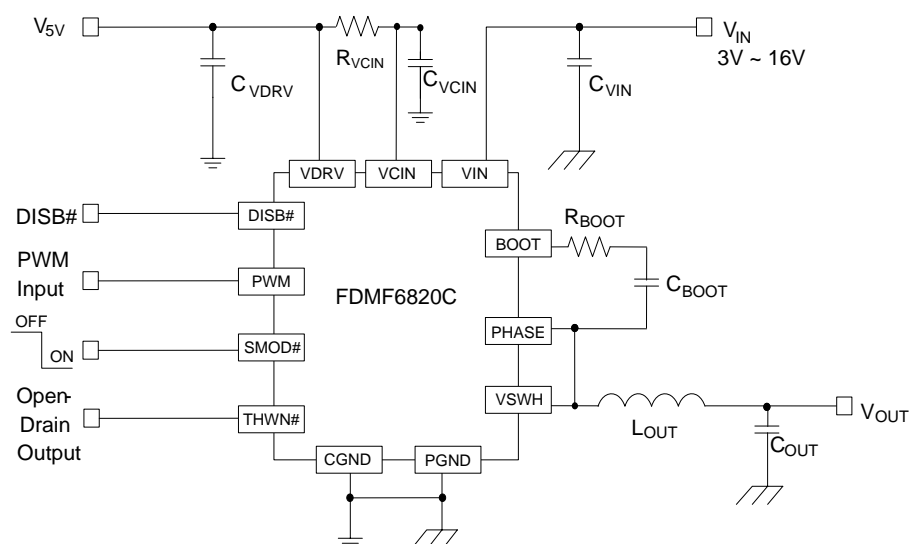 V5V
RVCIN
CVDRV
CVCIN
CVIN
VIN
3V ~ 16V
VDRV
VCIN
VIN
DISB#
DISB#
PWM
Input
PWM
OFF
ON
SMOD#
Open-
Drain
Output
THWN#
FDMF6820C
BOOT
RBOOT
CBOOT
PHASE
VSWH
LOUT
COUT
VOUT
CGND
PGND